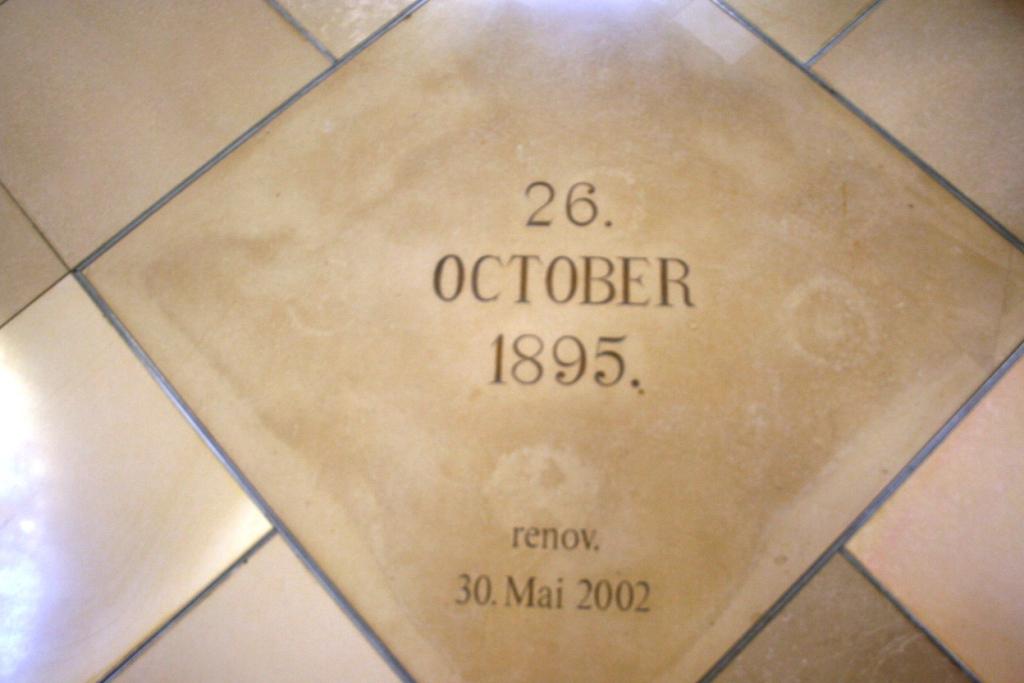 26.
OCTOBER
1895.
renov.
30. Mai 2002